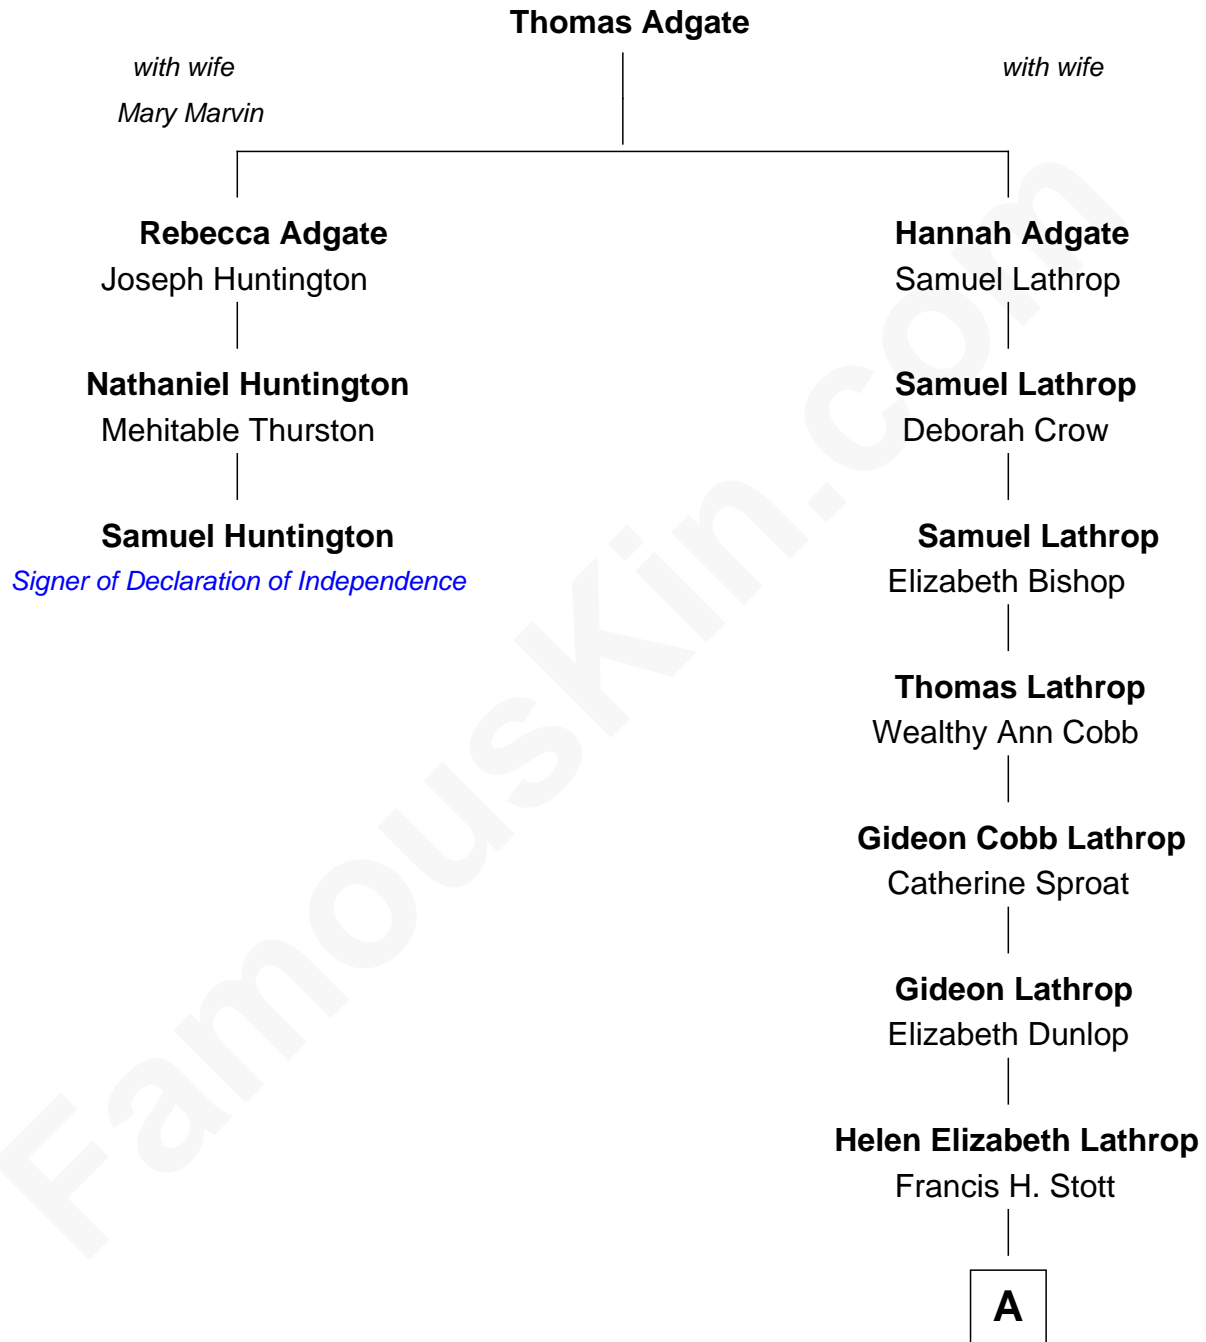 Thomas Adgate
with wife
with wife
Mary Marvin
Rebecca Adgate
Hannah Adgate
Joseph Huntington
Samuel Lathrop
Nathaniel Huntington
Samuel Lathrop
Mehitable Thurston
Deborah Crow
Samuel Huntington
Samuel Lathrop
Signer of Declaration of Independence
Elizabeth Bishop
Thomas Lathrop
Wealthy Ann Cobb
Gideon Cobb Lathrop
Catherine Sproat
Gideon Lathrop
Elizabeth Dunlop
Helen Elizabeth Lathrop
Francis H. Stott
A
FamousKin.com